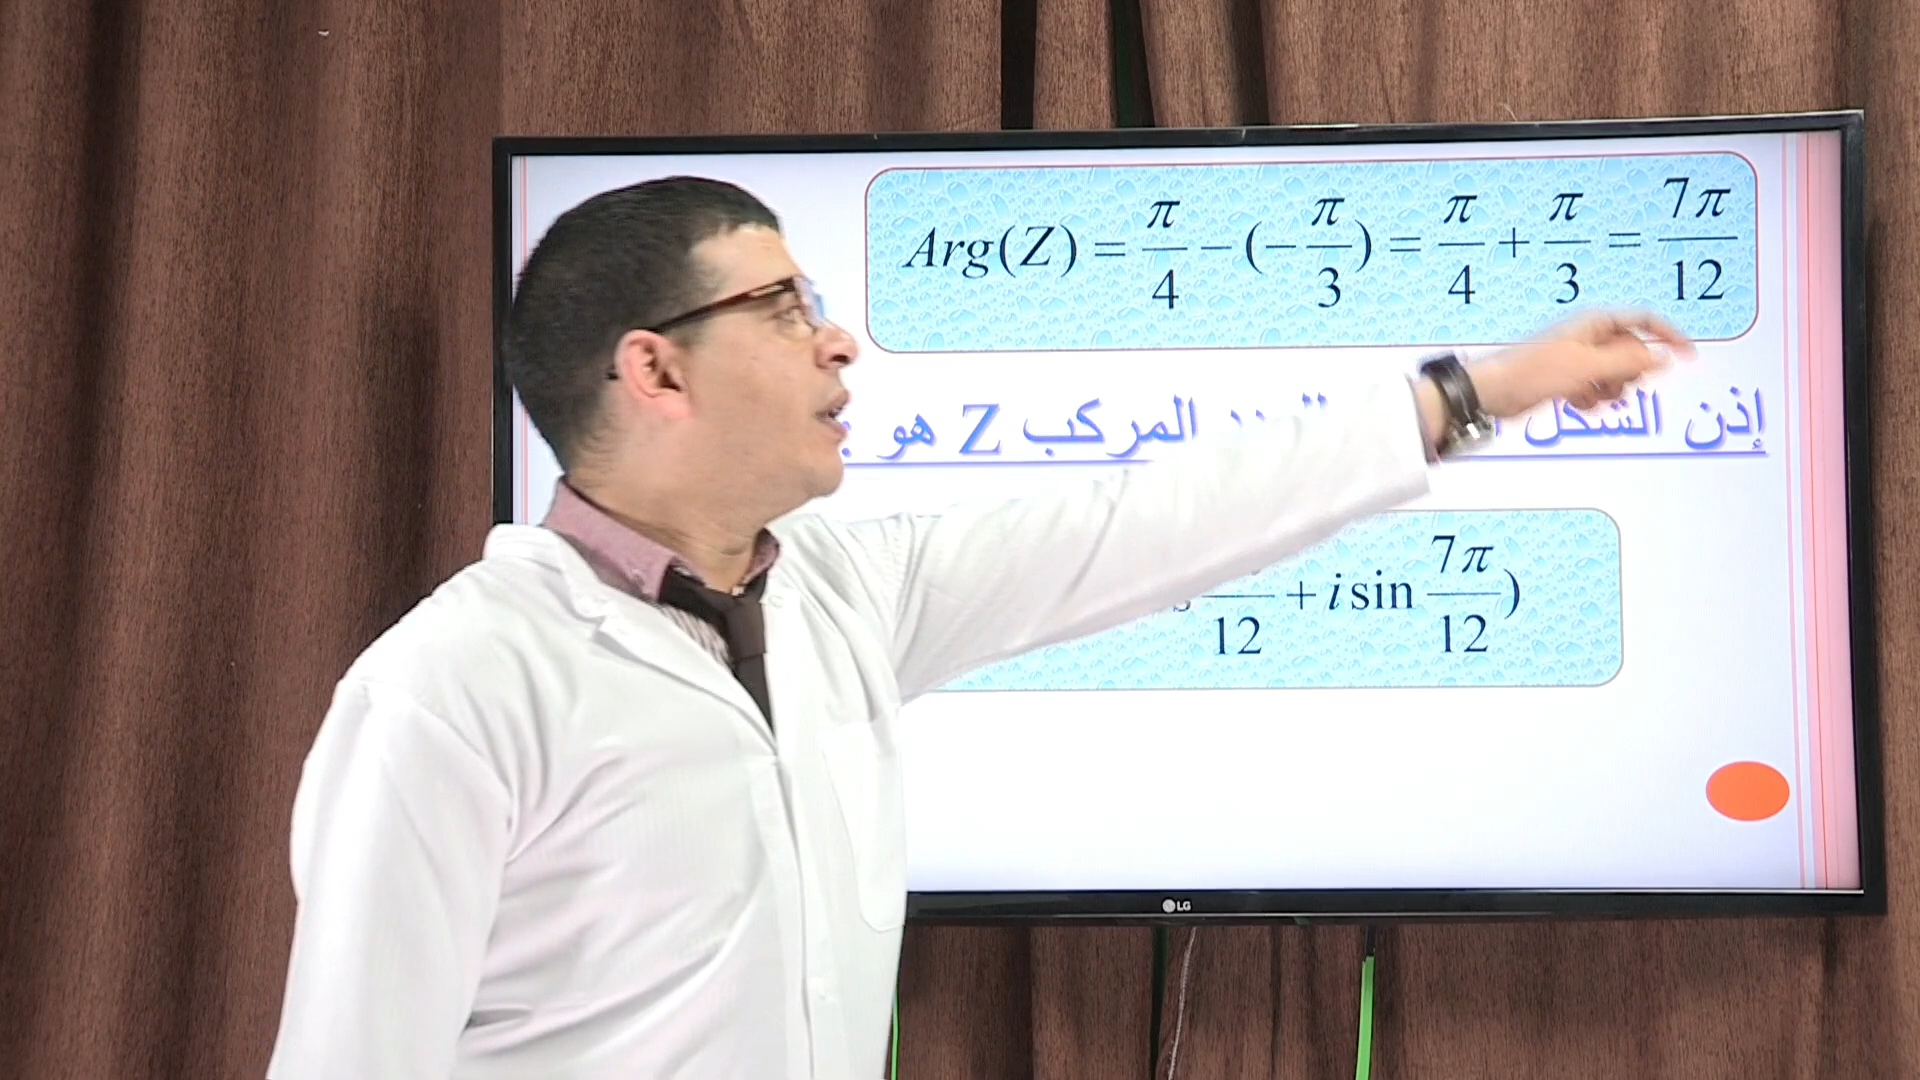 Arg(Z) = π/4 − (−π/3) = π/4 + π/3 = 7π/12
إذن الشكل المركب Z هو
12 + i sin 7π/12)
LG